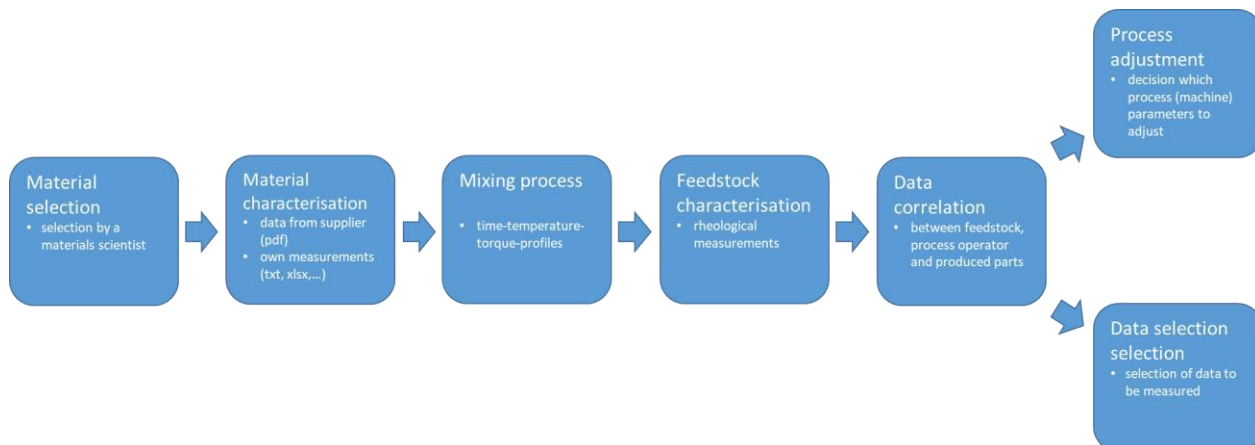 Material
selection
• selection by a
materials scientist
Material
characterisation
• data from supplier
(pdf)
• own measurements
(txt, xlsx,...)
Mixing process
• time-temperature-
torque-profiles
Feedstock
characterisation
• rheological
measurements
Data
correlation
• between feedstock,
process operator
and produced parts
Process
adjustment
• decision which
process (machine)
parameters to
adjust
Data selection
selection
• selection of data to
be measured